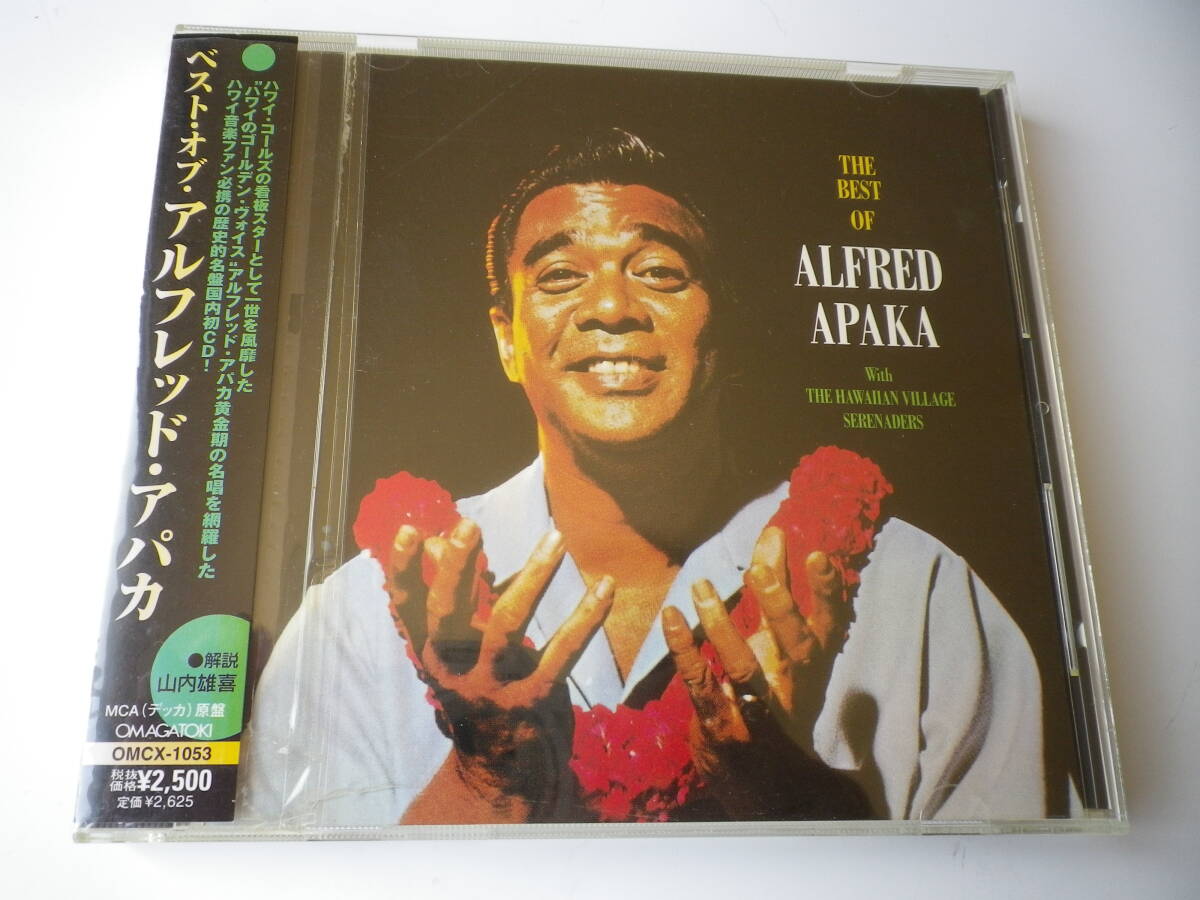 ハワイ・コールズの看板スターとして一世を風靡した
"ハワイのゴールデン・ヴォイス"アルフレッド・アパカ黄金期の名唱を網羅した
ハワイ音楽ファン必携の歴史的名盤国内初CD!
ベスト・オブ・アルフレッド・アパカ
●解説
山内雄喜
MCA(デッカ)原盤
OMAGATOKI
OMCX-1053
税抜価格¥2,500
定価¥2,625
THE
BEST
OF
ALFRED
APAKA
With
THE HAWAIIAN VILLAGE
SERENADERS